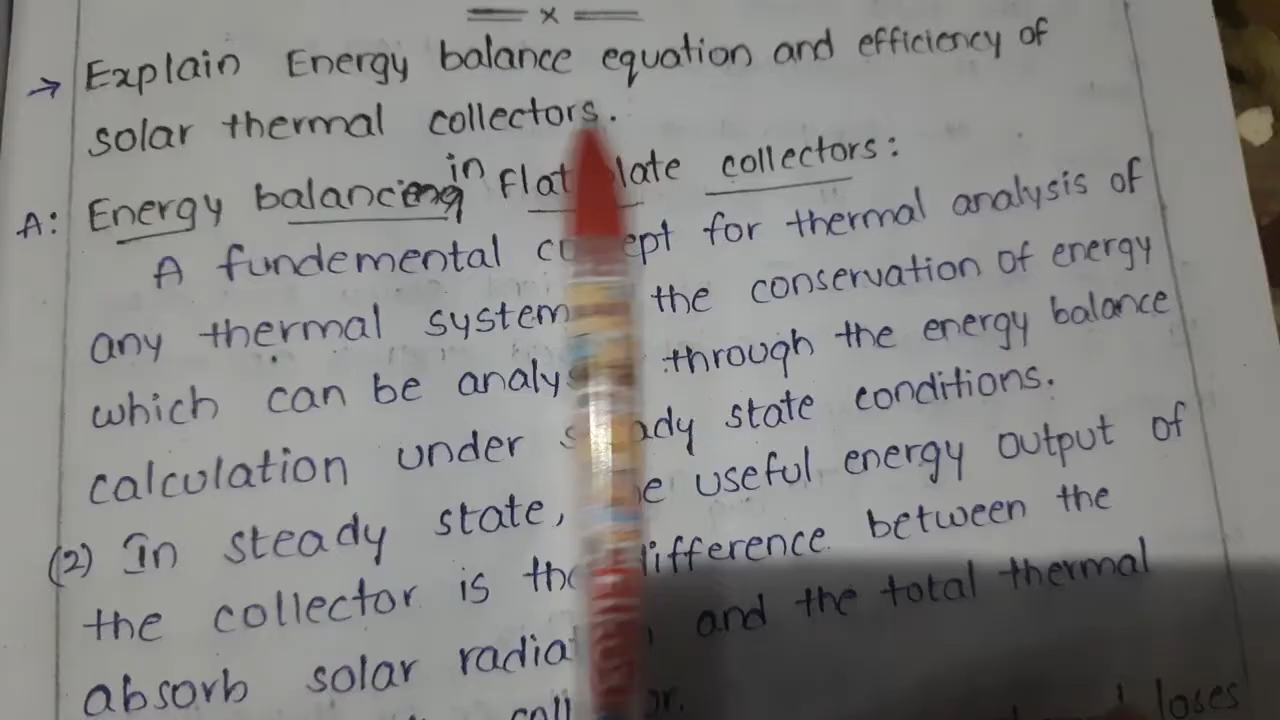 = x =
→ Explain Energy balance equation and efficiency of
solar thermal collectors.
A: Energy balancing in Flat late collectors:
A fundemental c ept for thermal analysis of
any thermal system the conservation of energy
which can be analy through the energy balance
calculation under s ady state conditions.
(2) In steady state, e useful energy output of
the collector is th difference between the
absorb solar radia and the total thermal
coll or. loses